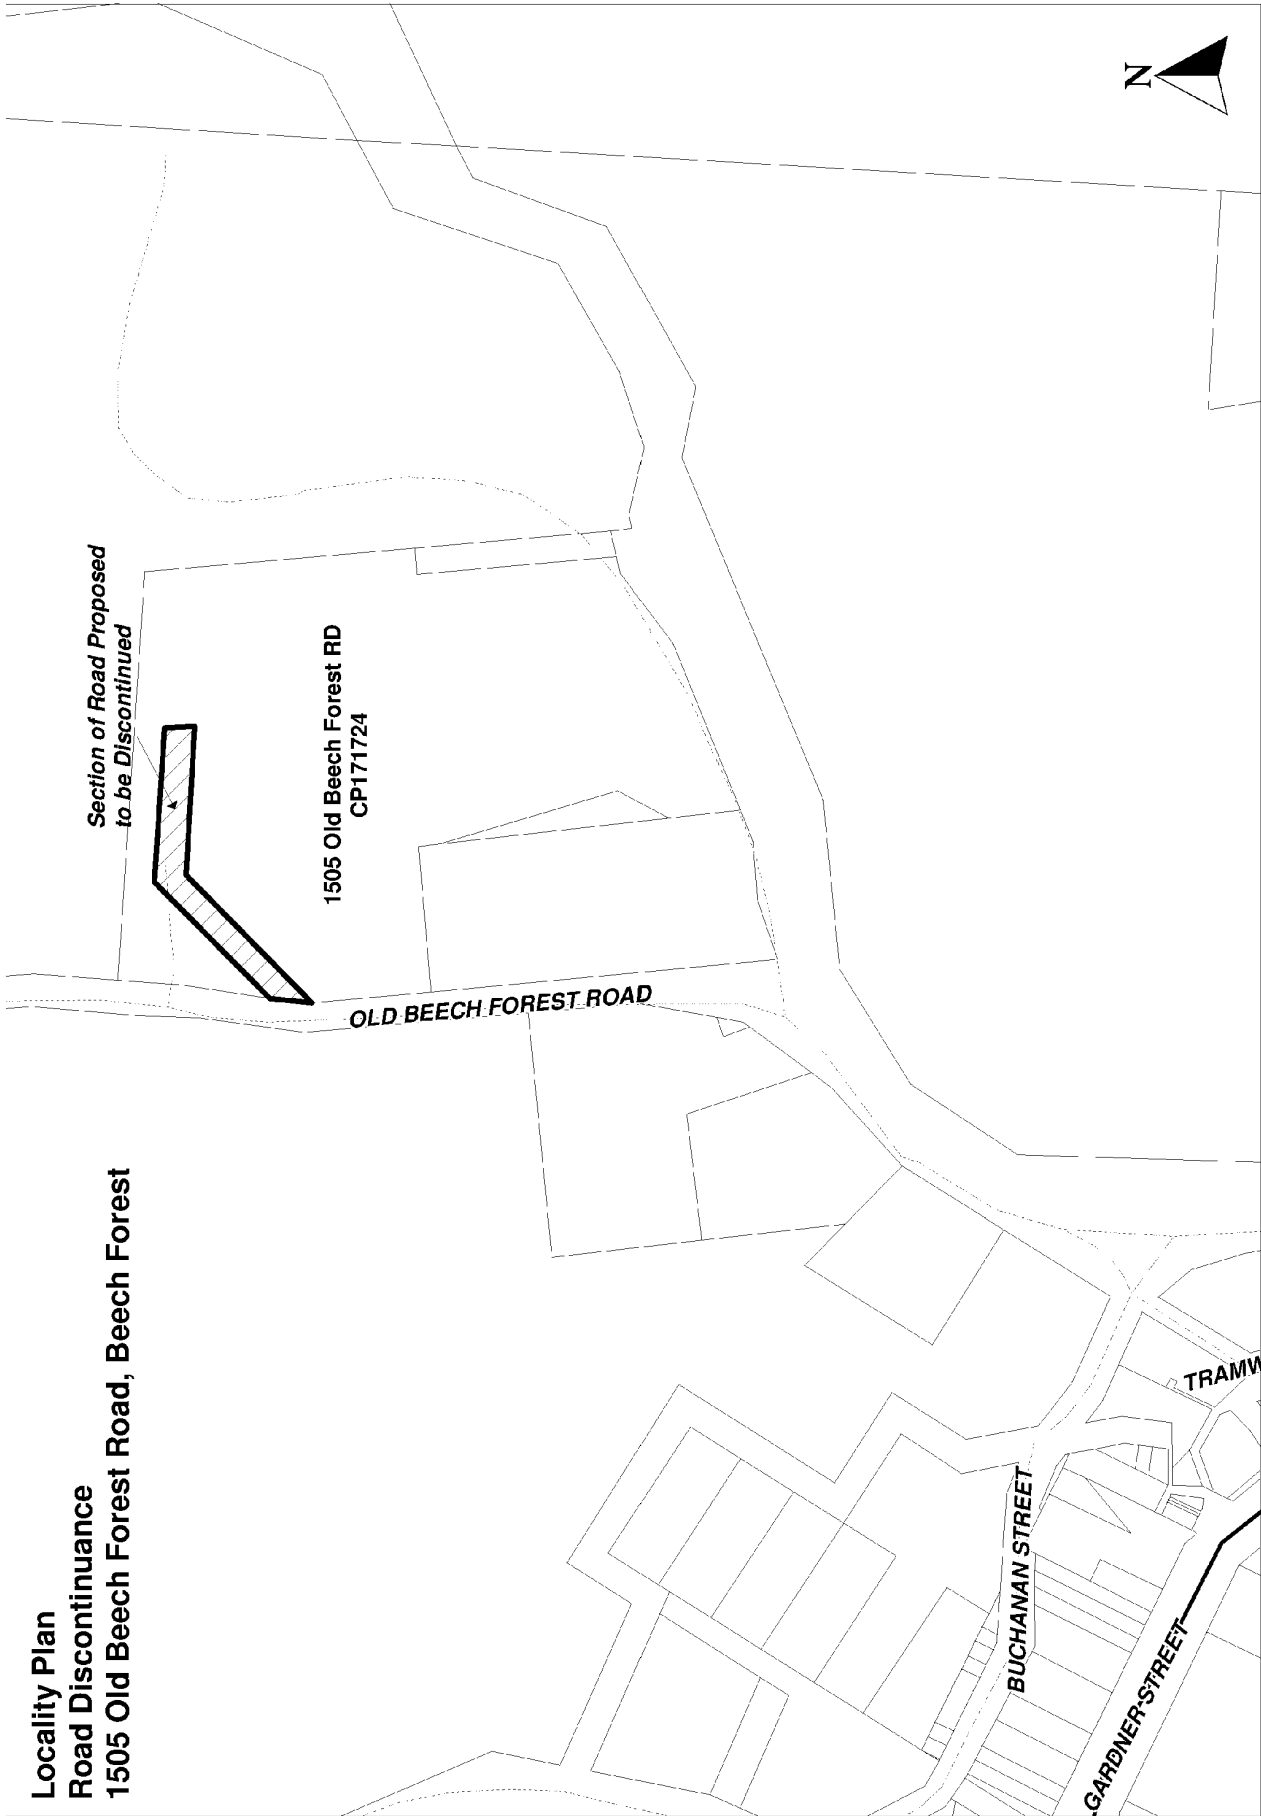 Locality Plan
Road Discontinuance
1505 Old Beech Forest Road, Beech Forest
Section of Road Proposed
to be Discontinued
1505 Old Beech Forest RD
CP171724
OLD BEECH FOREST ROAD
BUCHANAN STREET
GARDNER STREET
TRAMW
N